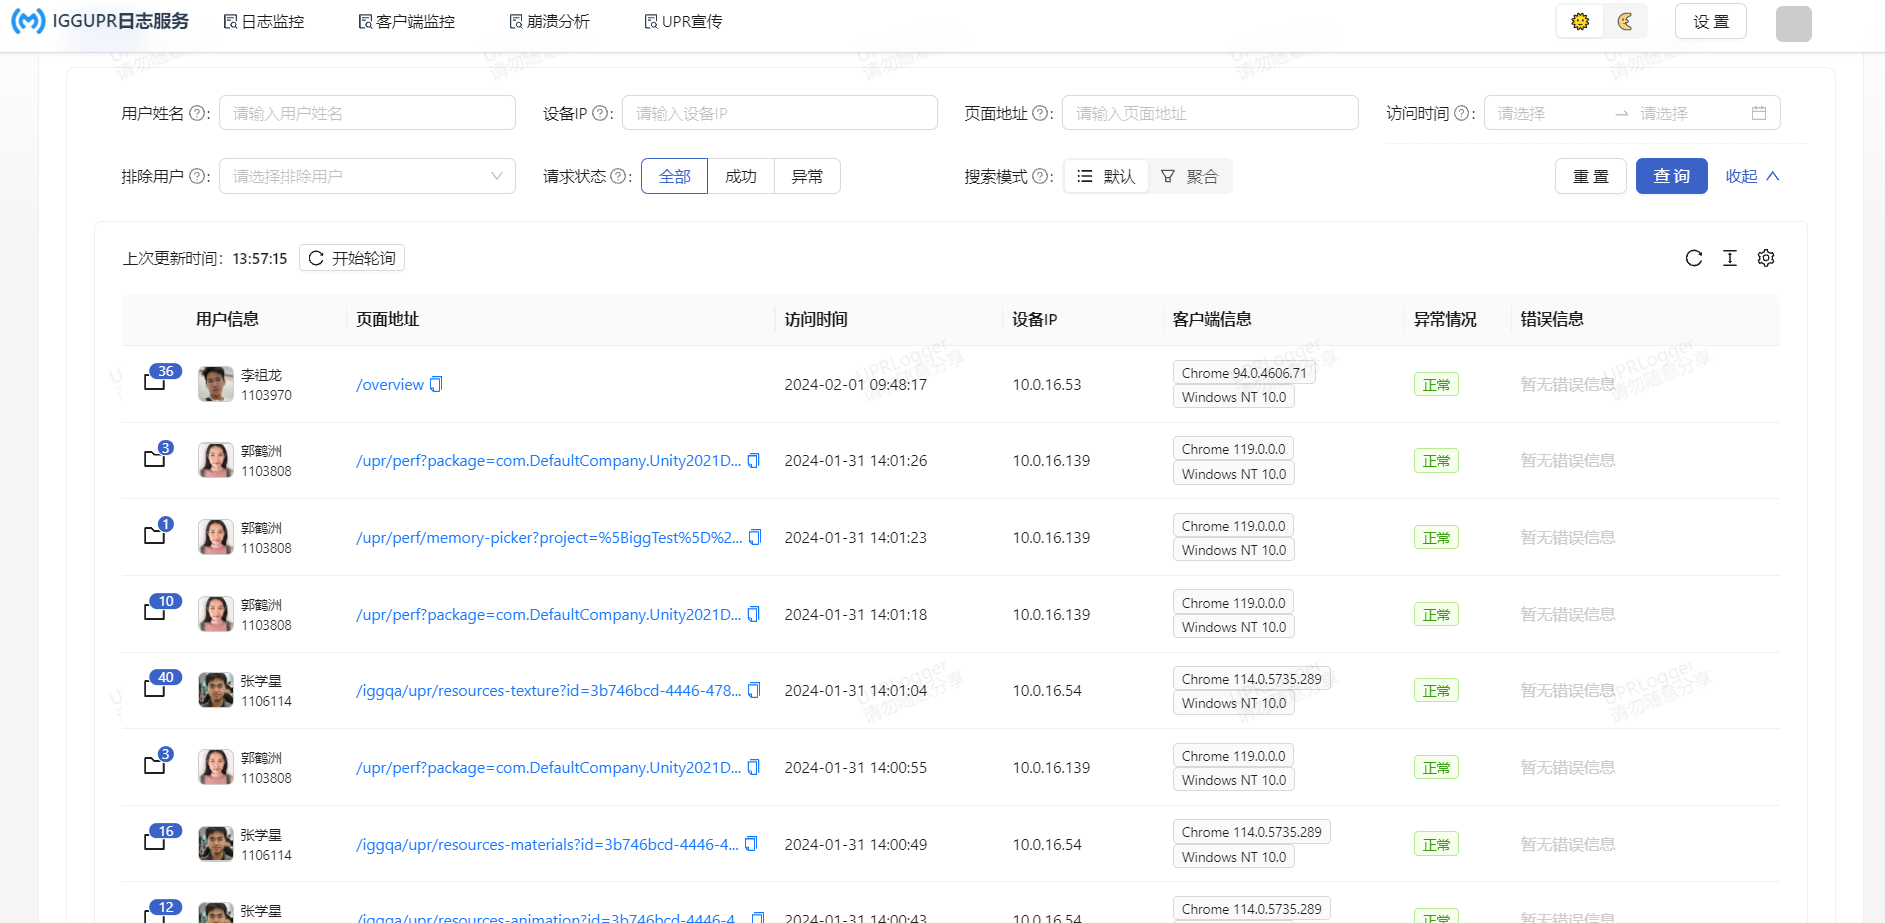 IGGUPR日志服务 日志监控 客户端监控 崩溃分析 UPR宣传 设 置
用户姓名 : 请输入用户姓名 设备IP : 请输入设备IP 页面地址 : 请输入页面地址 访问时间 : 请选择 → 请选择
排除用户 : 请选择排除用户 请求状态 : 全部 成功 异常 搜索模式 : 默认 聚合 重 置 查 询 收起
上次更新时间: 13:57:15 开始轮询
用户信息 页面地址 访问时间 设备IP 客户端信息 异常情况 错误信息
36 李祖龙 1103970 /overview 2024-02-01 09:48:17 10.0.16.53 Chrome 94.0.4606.71 Windows NT 10.0 正常 暂无错误信息
3 郭鹤洲 1103808 /upr/perf?package=com.DefaultCompany.Unity2021D... 2024-01-31 14:01:26 10.0.16.139 Chrome 119.0.0.0 Windows NT 10.0 正常 暂无错误信息
1 郭鹤洲 1103808 /upr/perf/memory-picker?project=%5BiggTest%5D%2... 2024-01-31 14:01:23 10.0.16.139 Chrome 119.0.0.0 Windows NT 10.0 正常 暂无错误信息
10 郭鹤洲 1103808 /upr/perf?package=com.DefaultCompany.Unity2021D... 2024-01-31 14:01:18 10.0.16.139 Chrome 119.0.0.0 Windows NT 10.0 正常 暂无错误信息
40 张学星 1106114 /iggqa/upr/resources-texture?id=3b746bcd-4446-478... 2024-01-31 14:01:04 10.0.16.54 Chrome 114.0.5735.289 Windows NT 10.0 正常 暂无错误信息
3 郭鹤洲 1103808 /upr/perf?package=com.DefaultCompany.Unity2021D... 2024-01-31 14:00:55 10.0.16.139 Chrome 119.0.0.0 Windows NT 10.0 正常 暂无错误信息
16 张学星 1106114 /iggqa/upr/resources-materials?id=3b746bcd-4446-4... 2024-01-31 14:00:49 10.0.16.54 Chrome 114.0.5735.289 Windows NT 10.0 正常 暂无错误信息
12 张学星 /iggqa/upr/resources-animation?id=3b746bcd-4446-4... 2024-01-31 14:00:43 10.0.16.54 Chrome 114.0.5735.289 正常 暂无错误信息
UPRLogger
请勿随意分享